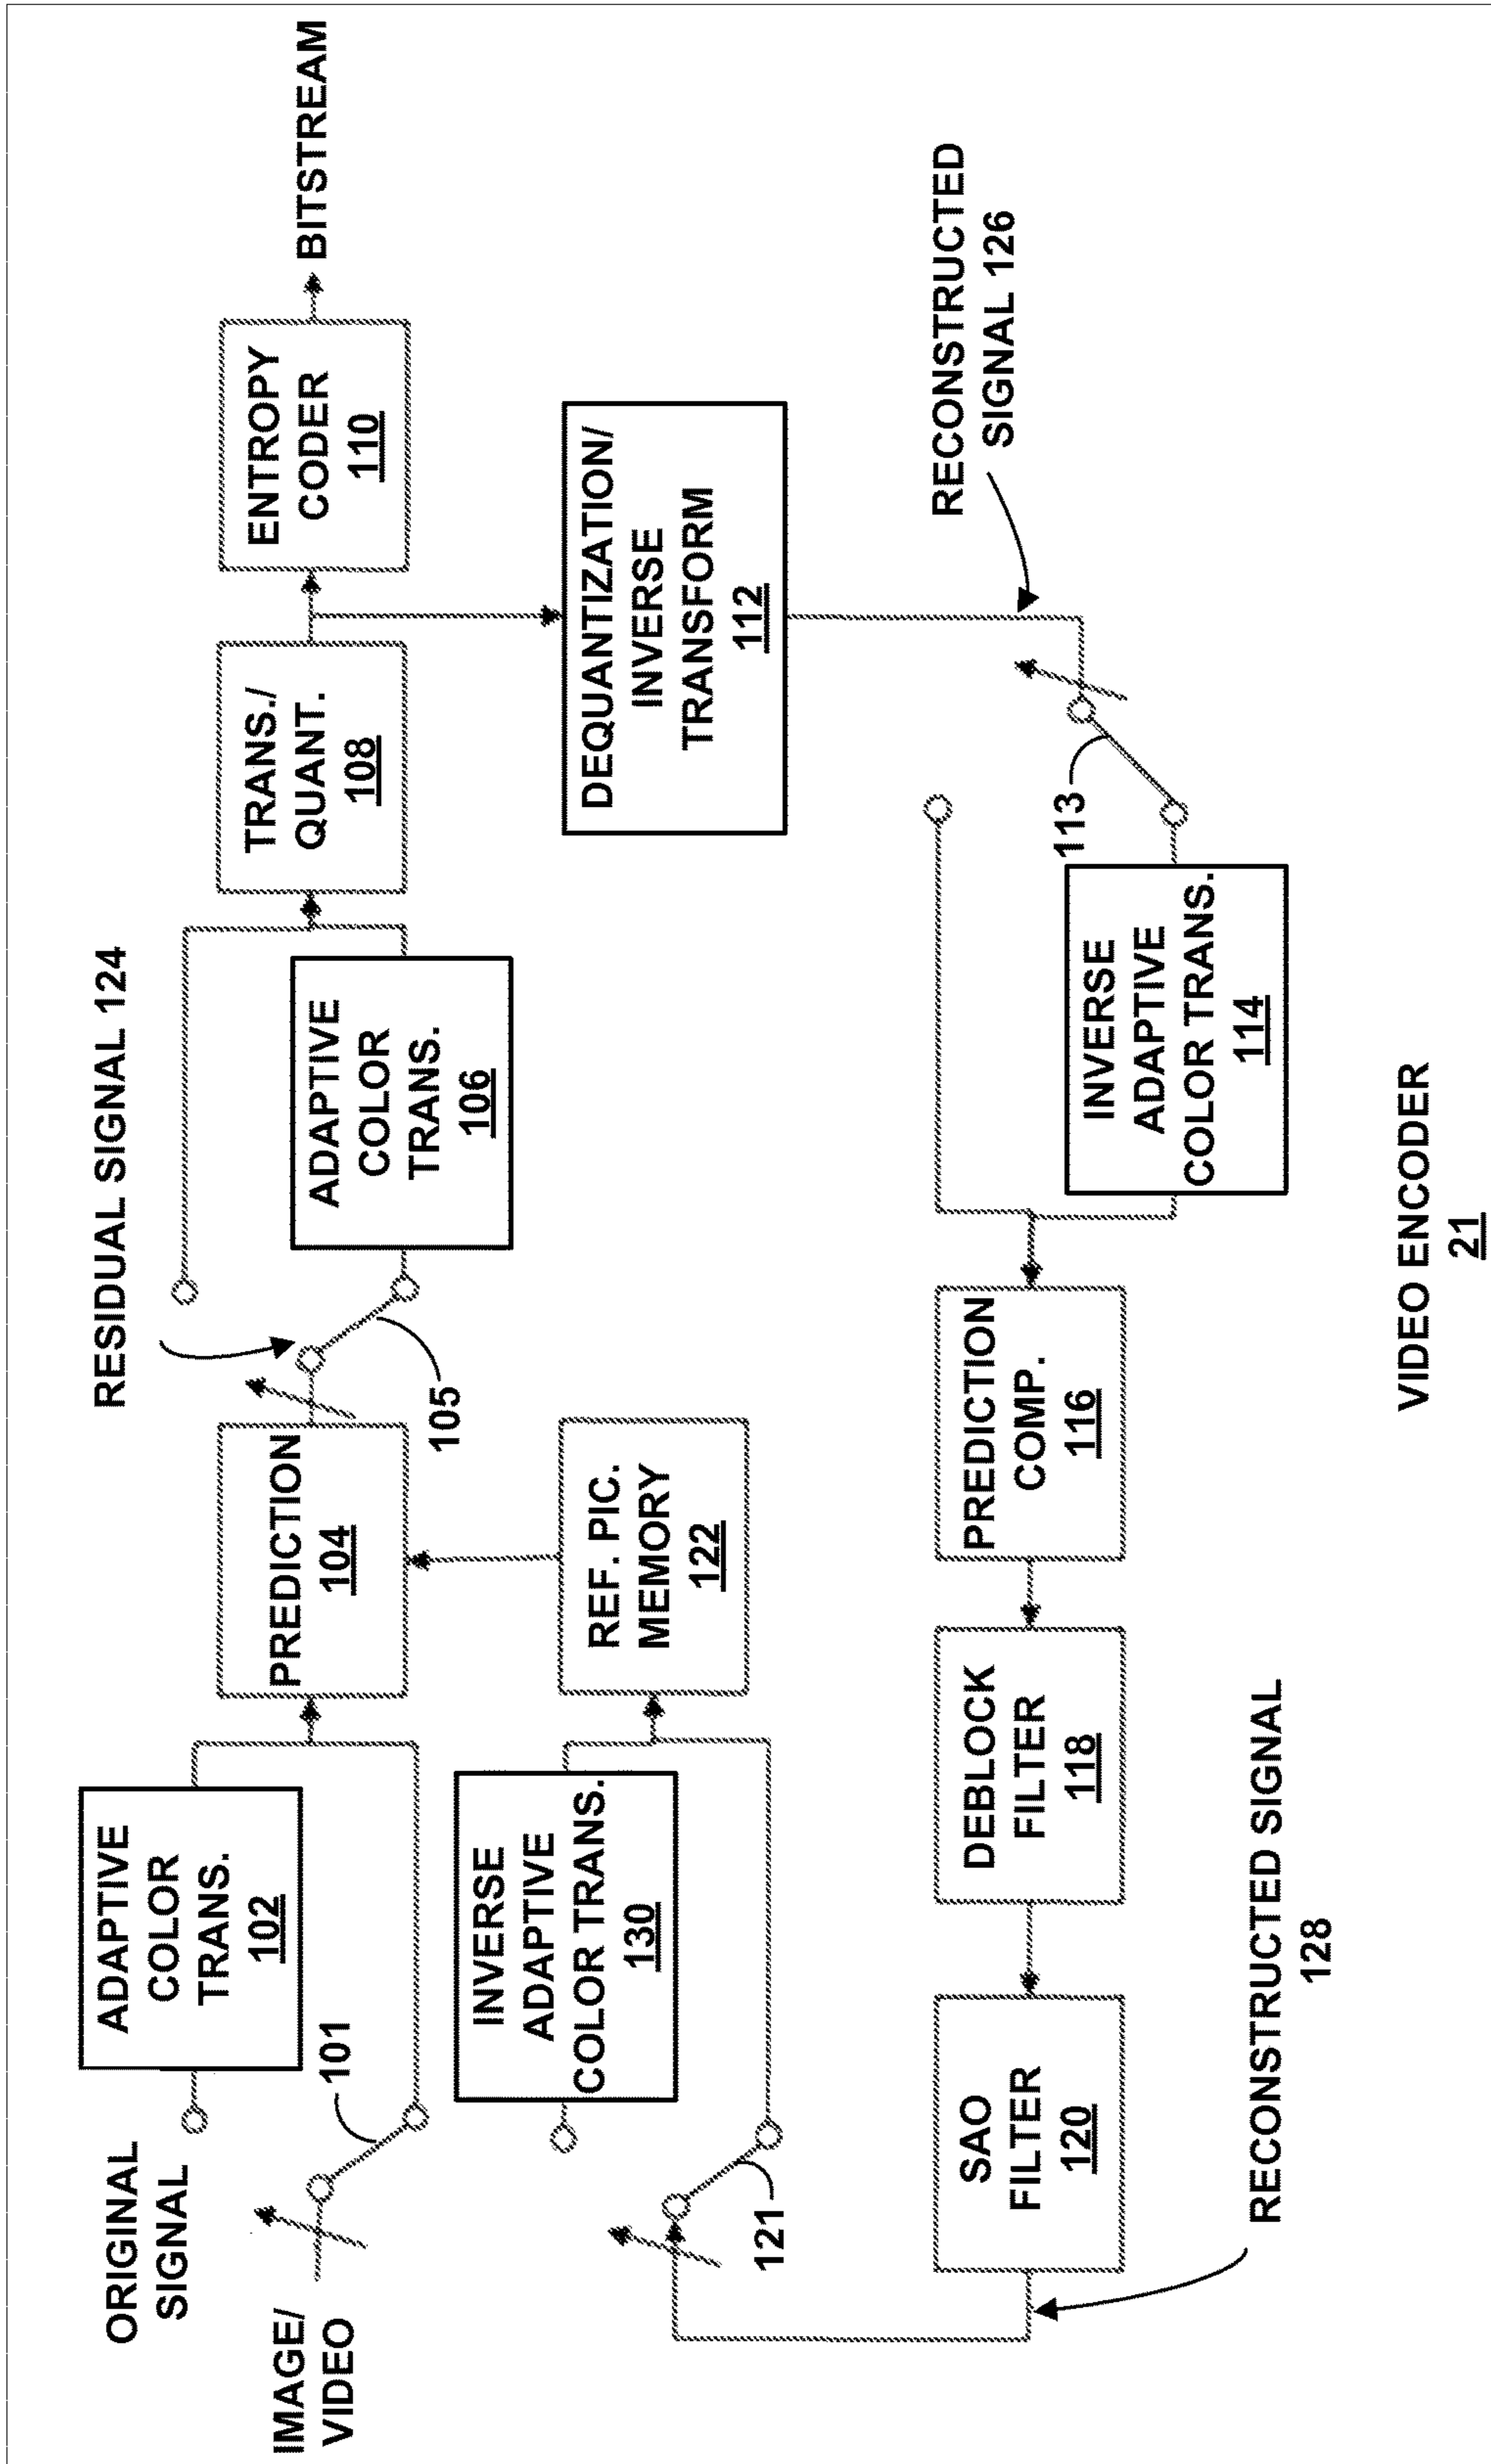 ORIGINAL
SIGNAL
IMAGE/
VIDEO
101
ADAPTIVE
COLOR
TRANS.
102
PREDICTION
104
RESIDUAL SIGNAL 124
105
ADAPTIVE
COLOR
TRANS.
106
TRANS./
QUANT.
108
ENTROPY
CODER
110
BITSTREAM
121
INVERSE
ADAPTIVE
COLOR TRANS.
130
REF. PIC.
MEMORY
122
DEQUANTIZATION/
INVERSE
TRANSFORM
112
RECONSTRUCTED
SIGNAL 126
113
INVERSE
ADAPTIVE
COLOR TRANS.
114
PREDICTION
COMP.
116
DEBLOCK
FILTER
118
SAO
FILTER
120
RECONSTRUCTED SIGNAL
128
VIDEO ENCODER
21